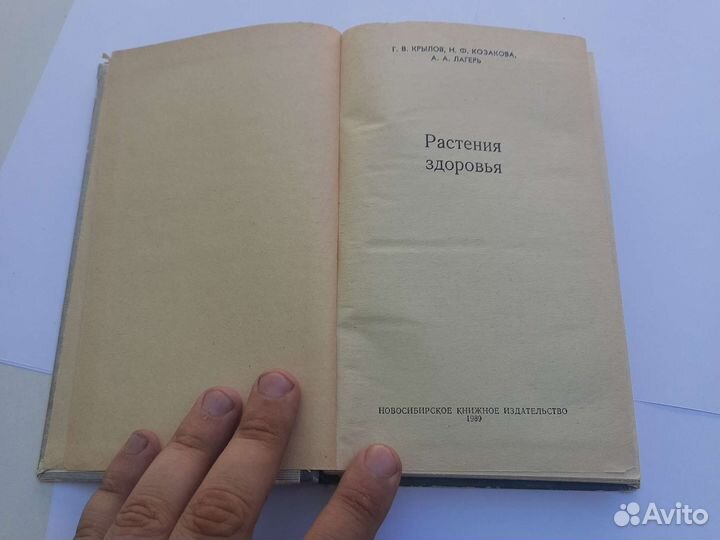 Г. В. КРЫЛОВ, Н. Ф. КОЗАКОВА,
А. А. ЛАГЕРЬ
Растения
здоровья
НОВОСИБИРСКОЕ КНИЖНОЕ ИЗДАТЕЛЬСТВО
1989
Avito